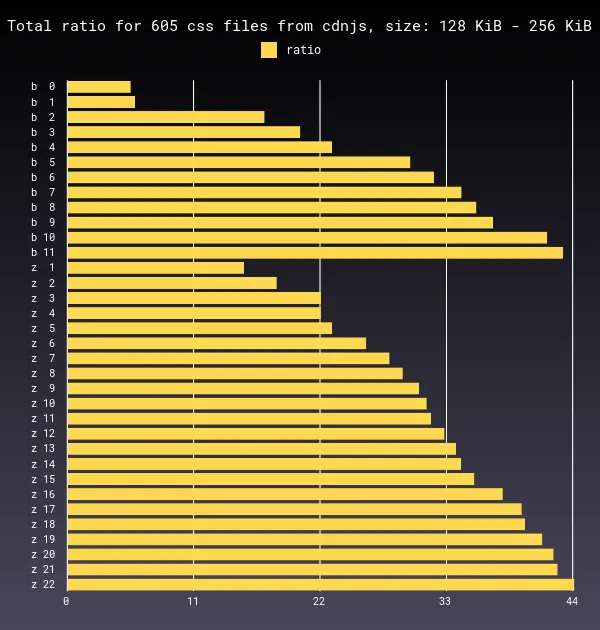 Total ratio for 605 css files from cdnjs, size: 128 KiB - 256 KiB
ratio
b 0
b 1
b 2
b 3
b 4
b 5
b 6
b 7
b 8
b 9
b 10
b 11
z 1
z 2
z 3
z 4
z 5
z 6
z 7
z 8
z 9
z 10
z 11
z 12
z 13
z 14
z 15
z 16
z 17
z 18
z 19
z 20
z 21
z 22
0 11 22 33 44